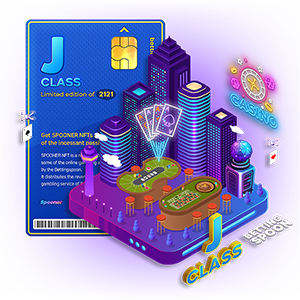 J
CLASS
Limited edition of 2121
Get SPOONER NFTs
of the incessant pass
SPOONER NFT is a
some of the online ga
by the Bettingspoon.
It distributes the reve
gambling service of
Spooner
CASINO
J
CLASS
BETTING
SPOON